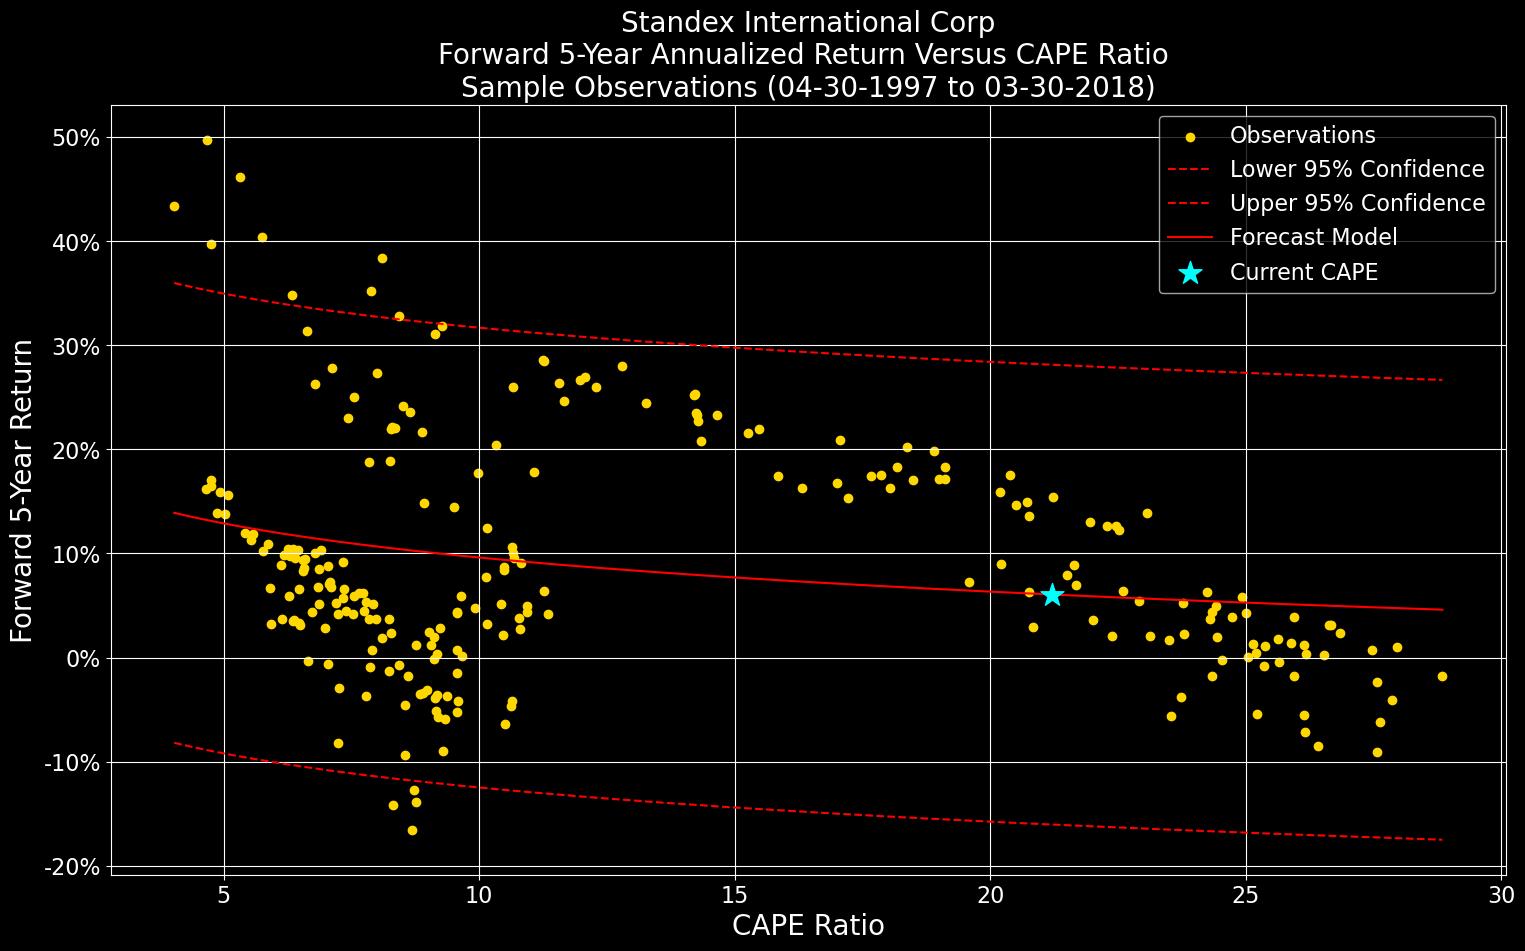 Standex International Corp
Forward 5-Year Annualized Return Versus CAPE Ratio
Sample Observations (04-30-1997 to 03-30-2018)
Observations
Lower 95% Confidence
Upper 95% Confidence
Forecast Model
Current CAPE
Forward 5-Year Return
50%
40%
30%
20%
10%
0%
-10%
-20%
5 10 15 20 25 30
CAPE Ratio